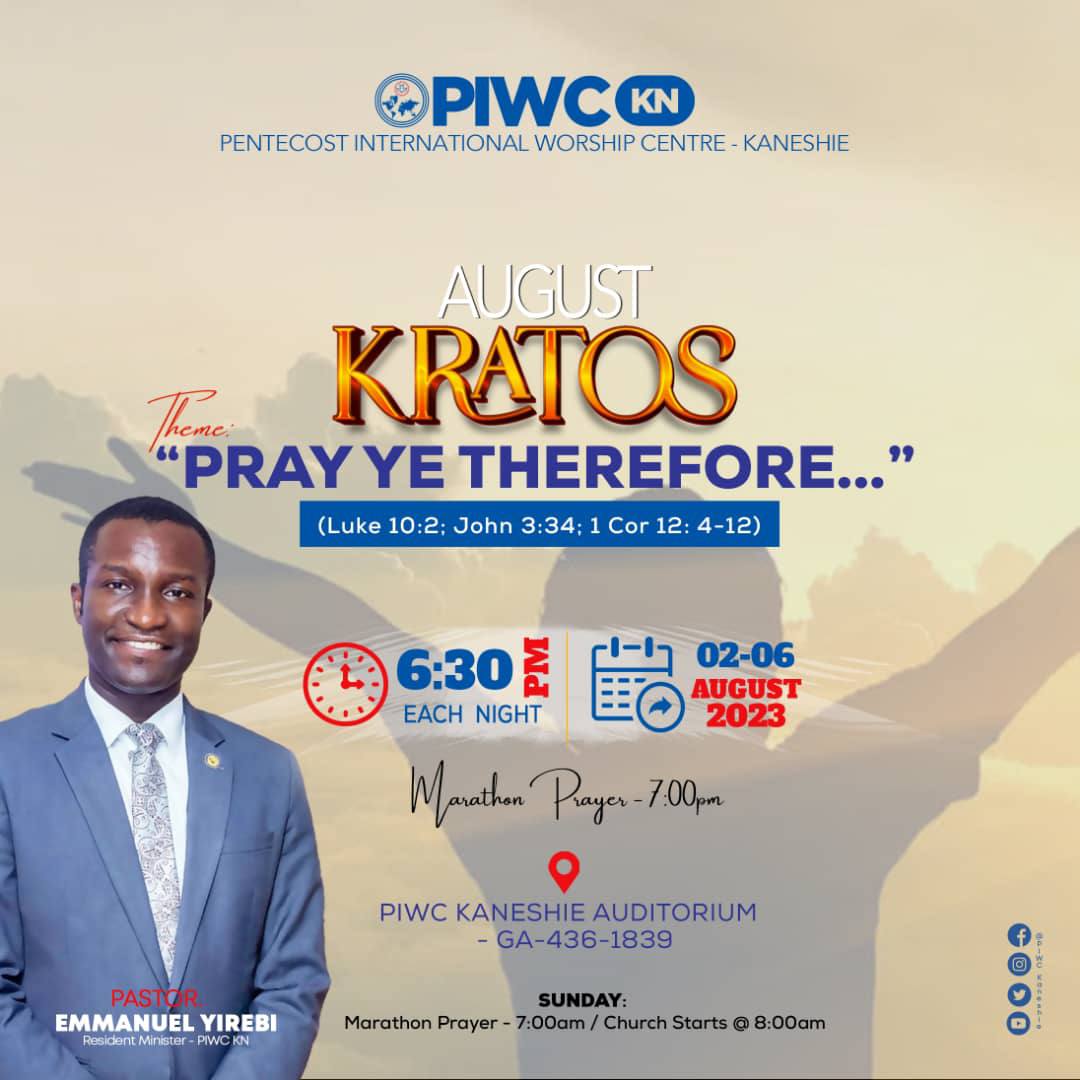 PIWC KN
PENTECOST INTERNATIONAL WORSHIP CENTRE - KANESHIE
AUGUST
KRATOS
Theme:
“PRAY YE THEREFORE...”
(Luke 10:2; John 3:34; 1 Cor 12: 4-12)
6:30 PM
EACH NIGHT
02-06
AUGUST
2023
Marathon Prayer - 7:00pm
PIWC KANESHIE AUDITORIUM
- GA-436-1839
SUNDAY:
Marathon Prayer - 7:00am / Church Starts @ 8:00am
PASTOR.
EMMANUEL YIREBI
Resident Minister - PIWC KN
@PIWC Kaneshie